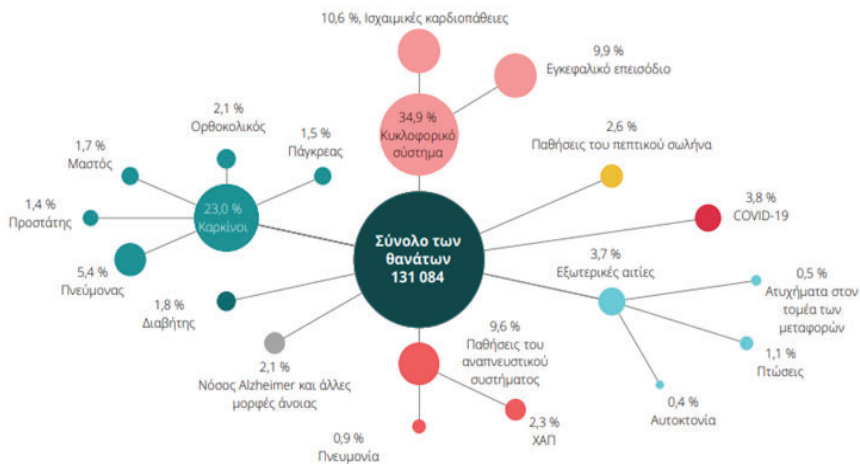 10,6 %, Ισχαιμικές καρδιοπάθειες
9,9 %
Εγκεφαλικό επεισόδιο
34,9 %
Κυκλοφορικό
σύστημα
2,1 %
Ορθοκολικός
1,7 %
Μαστός
1,5 %
Πάγκρεας
1,4 %
Προστάτης
23,0 %
Καρκίνοι
5,4 %
Πνεύμονας
2,6 %
Παθήσεις του πεπτικού σωλήνα
3,8 %
COVID-19
Σύνολο των
θανάτων
131 084
3,7 %
Εξωτερικές αιτίες
0,5 %
Ατυχήματα στον
τομέα των
μεταφορών
1,1 %
Πτώσεις
0,4 %
Αυτοκτονία
1,8 %
Διαβήτης
2,1 %
Νόσος Alzheimer και άλλες
μορφές άνοιας
9,6 %
Παθήσεις του
αναπνευστικού
συστήματος
2,3 %
ΧΑΠ
0,9 %
Πνευμονία